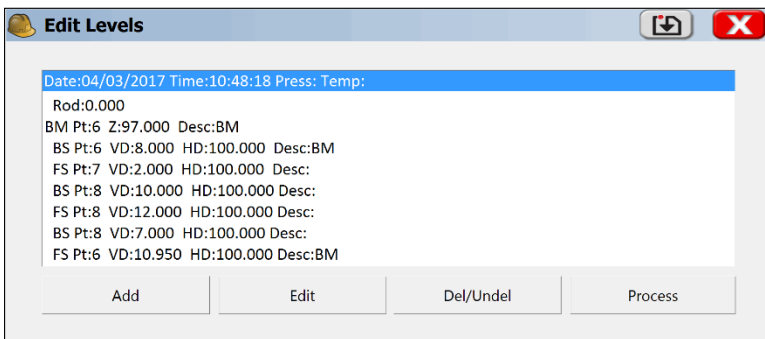 Edit Levels
Date:04/03/2017 Time:10:48:18 Press: Temp:
Rod:0.000
BM Pt:6 Z:97.000 Desc:BM
BS Pt:6 VD:8.000 HD:100.000 Desc:BM
FS Pt:7 VD:2.000 HD:100.000 Desc:
BS Pt:8 VD:10.000 HD:100.000 Desc:
FS Pt:8 VD:12.000 HD:100.000 Desc:
BS Pt:8 VD:7.000 HD:100.000 Desc:
FS Pt:6 VD:10.950 HD:100.000 Desc:BM
Add Edit Del/Undel Process